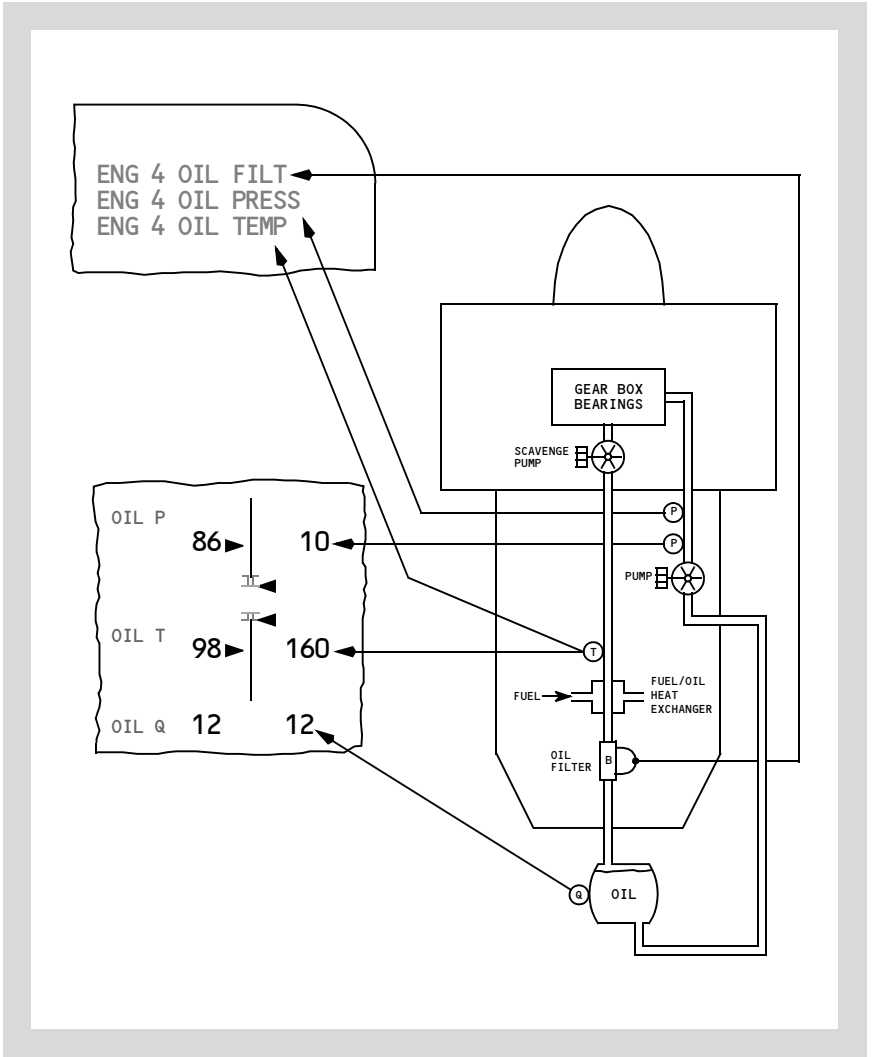 ENG 4 OIL FILT
ENG 4 OIL PRESS
ENG 4 OIL TEMP
GEAR BOX
BEARINGS
SCAVENGE
PUMP
OIL P
86
10
P
P
PUMP
OIL T
98
160
T
FUEL
FUEL/OIL
HEAT
EXCHANGER
OIL Q
12
12
OIL
FILTER
B
Q
OIL